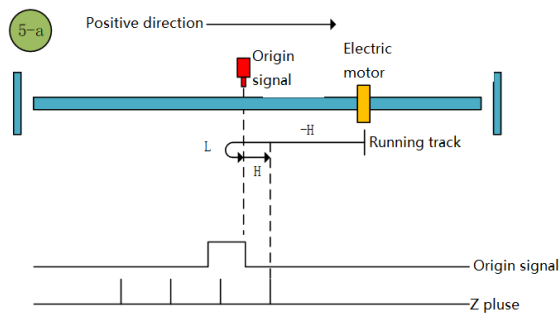 5-a
Positive direction
Origin
signal
Electric
motor
-H
Running track
L
H
Origin signal
Z pluse